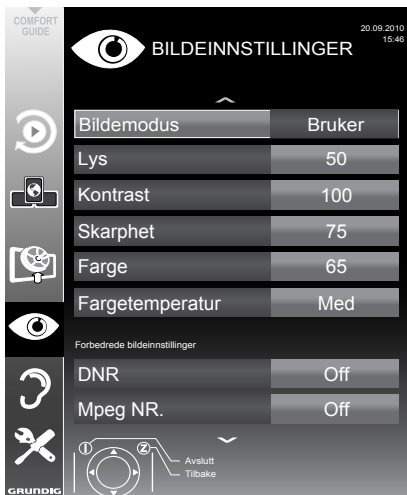 COMFORT
GUIDE
BILDEINNSTILLINGER
20.09.2010
15:46
Bildemodus Bruker
Lys 50
Kontrast 100
Skarphet 75
Farge 65
Fargetemperatur Med
Forbedrede bildeinnstillinger
DNR Off
Mpeg NR. Off
1 Z
Avslutt
Tilbake
GRUNDIG